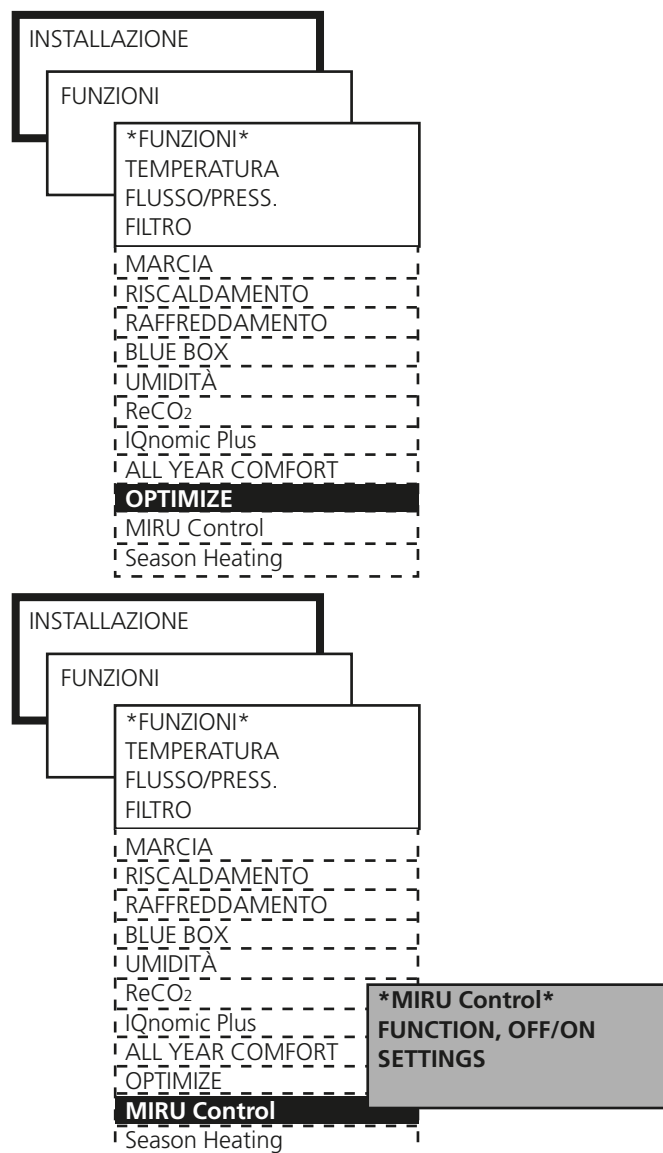 INSTALLAZIONE
FUNZIONI
*FUNZIONI*
TEMPERATURA
FLUSSO/PRESS.
FILTRO
MARCIA
RISCALDAMENTO
RAFFREDDAMENTO
BLUE BOX
UMIDITÀ
ReCO2
IQnomic Plus
ALL YEAR COMFORT
OPTIMIZE
MIRU Control
Season Heating
INSTALLAZIONE
FUNZIONI
*FUNZIONI*
TEMPERATURA
FLUSSO/PRESS.
FILTRO
MARCIA
RISCALDAMENTO
RAFFREDDAMENTO
BLUE BOX
UMIDITÀ
ReCO2
IQnomic Plus
ALL YEAR COMFORT
OPTIMIZE
MIRU Control
Season Heating
*MIRU Control*
FUNCTION, OFF/ON
SETTINGS